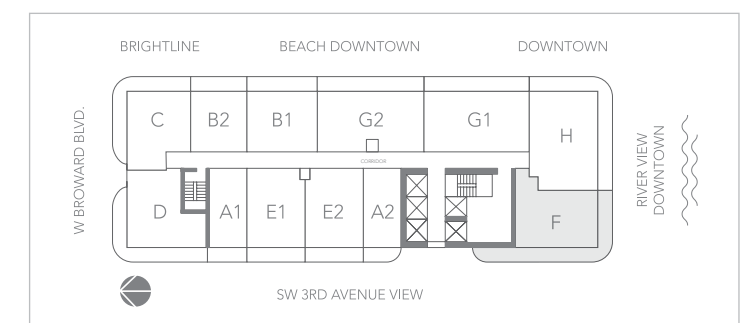 BRIGHTLINE BEACH DOWNTOWN DOWNTOWN
W BROWARD BLVD.
C B2 B1 G2 G1 H
CORRIDOR
D A1 E1 E2 A2 F
RIVER VIEW
DOWNTOWN
SW 3RD AVENUE VIEW